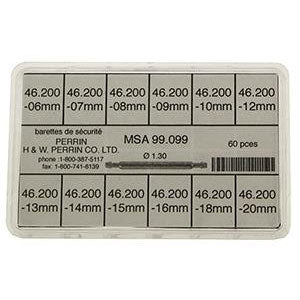 46.200 46.200 46.200 46.200 46.200 46.200
-06mm -07mm -08mm -09mm -10mm -12mm
barettes de sécurité
PERRIN
H & W. PERRIN CO. LTD.
phone :1-800-387-5117
fax : 1-800-741-6139
MSA 99.099
60 pces
Ø 1.30
46.200 46.200 46.200 46.200 46.200 46.200
-13mm -14mm -15mm -16mm -18mm -20mm